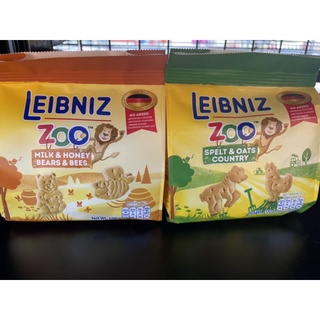 LEIBNIZ
ZOO
MILK & HONEY
BEARS & BEES
NO ADDED
LEIBNIZ
ZOO
SPELT & OATS
COUNTRY
NO ADDED